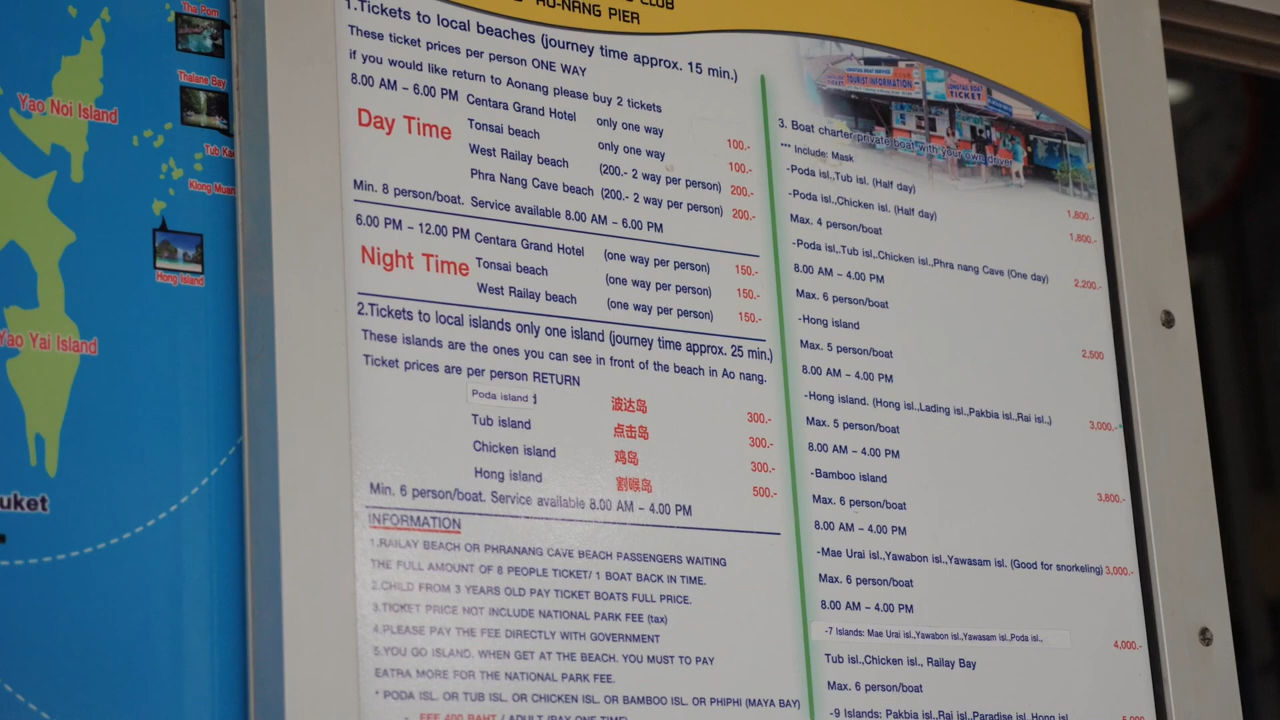 Tha Pom
Yao Noi Island
Thalane Bay
Tub
Klong Muan
Hong Island
Yao Yai Island
uket
CLUB
AO-NANG PIER
1.Tickets to local beaches (journey time approx. 15 min.)
These ticket prices per person ONE WAY
if you would like return to Aonang please buy 2 tickets
8.00 AM – 6.00 PM Centara Grand Hotel only one way 100.-
Day Time Tonsai beach only one way 100.-
West Railay beach (200.- 2 way per person) 200.-
Phra Nang Cave beach (200.- 2 way per person) 200.-
Min. 8 person/boat. Service available 8.00 AM – 6.00 PM
6.00 PM – 12.00 PM Centara Grand Hotel (one way per person) 150.-
Night Time Tonsai beach (one way per person) 150.-
West Railay beach (one way per person) 150.-
2.Tickets to local islands only one island (journey time approx. 25 min.)
These islands are the ones you can see in front of the beach in Ao nang.
Ticket prices are per person RETURN
Poda island 波达岛 300.-
Tub island 点击岛 300.-
Chicken island 鸡岛 300.-
Hong island 割喉岛 500.-
Min. 6 person/boat. Service available 8.00 AM – 4.00 PM
INFORMATION
1.RAILAY BEACH OR PHRANANG CAVE BEACH PASSENGERS WAITING
THE FULL AMOUNT OF 8 PEOPLE TICKET/ 1 BOAT BACK IN TIME.
2.CHILD FROM 3 YEARS OLD PAY TICKET BOATS FULL PRICE.
3.TICKET PRICE NOT INCLUDE NATIONAL PARK FEE (tax)
4.PLEASE PAY THE FEE DIRECTLY WITH GOVERNMENT
5.YOU GO ISLAND. WHEN GET AT THE BEACH. YOU MUST TO PAY
EATRA MORE FOR THE NATIONAL PARK FEE.
* PODA ISL. OR TUB ISL. OR CHICKEN ISL. OR BAMBOO ISL. OR PHIPHI (MAYA BAY)
FEE 400 BAHT / ADULT (PAY ONE TIME)
LONGTAIL BOAT SERVICE
TOURIST INFORMATION
LONGTAIL BOAT
TICKET
3. Boat charter private boat with your own driver
*** Include: Mask
-Poda isl.,Tub isl. (Half day) 1,800.-
-Poda isl.,Chicken isl. (Half day) 1,800.-
Max. 4 person/boat
-Poda isl.,Tub isl.,Chicken isl.,Phra nang Cave (One day) 2,200.-
8.00 AM – 4.00 PM
Max. 6 person/boat
-Hong island 2,500
Max. 5 person/boat
8.00 AM – 4.00 PM
-Hong island. (Hong isl.,Lading isl.,Pakbia isl.,Rai isl.,) 3,000.-
Max. 5 person/boat
8.00 AM – 4.00 PM
-Bamboo island 3,800.-
Max. 6 person/boat
8.00 AM – 4.00 PM
-Mae Urai isl.,Yawabon isl.,Yawasam isl. (Good for snorkeling) 3,000.-
Max. 6 person/boat
8.00 AM – 4.00 PM
-7 Islands: Mae Urai isl.,Yawabon isl.,Yawasam isl.,Poda isl., 4,000.-
Tub isl.,Chicken isl., Railay Bay
Max. 6 person/boat
-9 Islands: Pakbia isl.,Rai isl.,Paradise isl.,Hong isl. 5,000